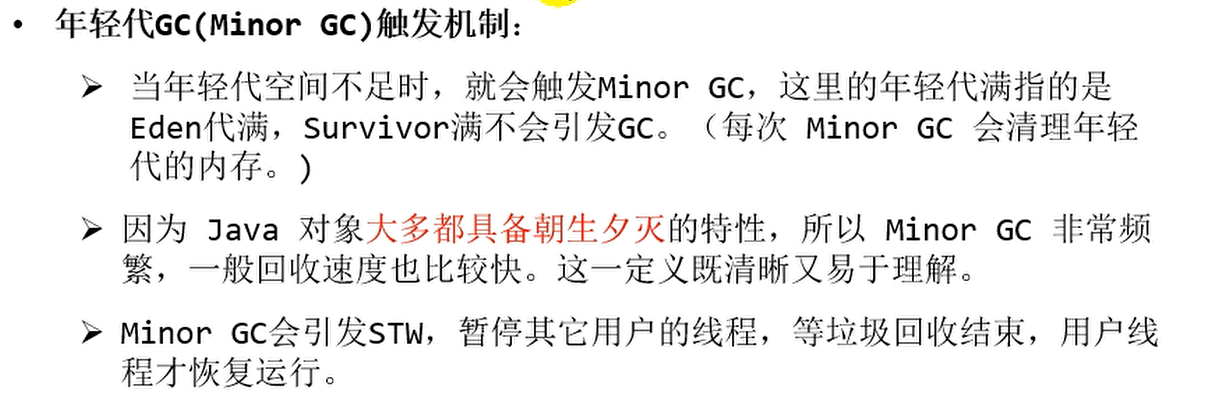 • 年轻代GC(Minor GC)触发机制：
➢ 当年轻代空间不足时，就会触发Minor GC，这里的年轻代满指的是
Eden代满，Survivor满不会引发GC。（每次 Minor GC 会清理年轻
代的内存。)
➢ 因为 Java 对象大多都具备朝生夕灭的特性，所以 Minor GC 非常频
繁，一般回收速度也比较快。这一定义既清晰又易于理解。
➢ Minor GC会引发STW，暂停其它用户的线程，等垃圾回收结束，用户线
程才恢复运行。